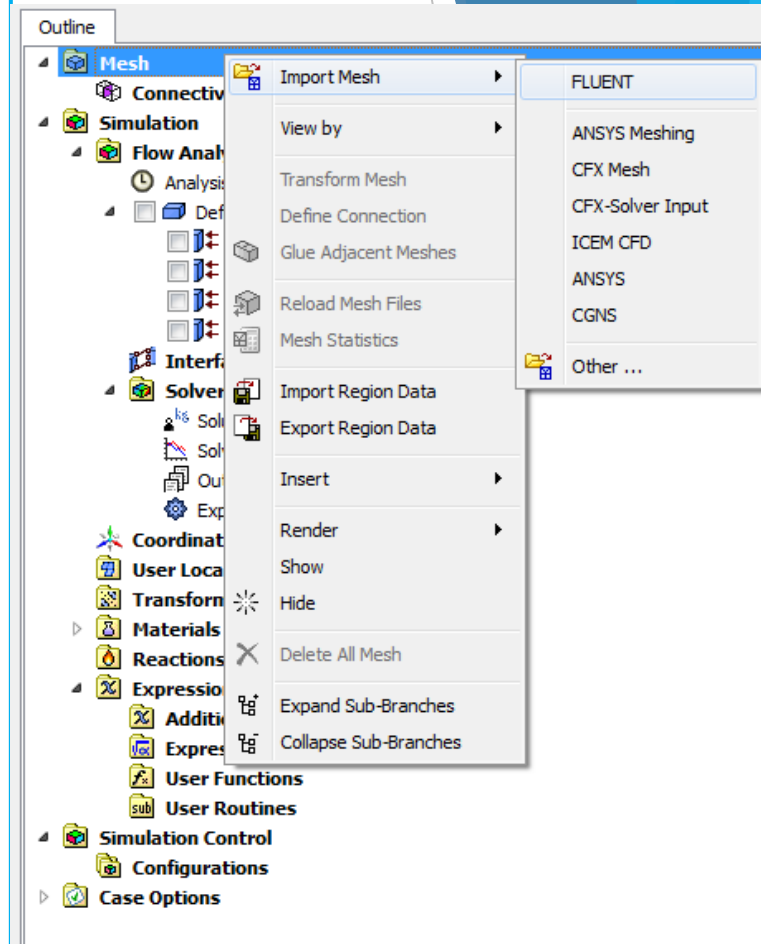 Outline
Mesh
Connectiv
Simulation
Flow Anal
Analysis
Def
Interfa
Solver
Solu
Solv
Out
Exp
Coordinat
User Loca
Transform
Materials
Reactions
Expression
Additi
Expres
User Functions
User Routines
sub
Simulation Control
Configurations
Case Options
Import Mesh
View by
Transform Mesh
Define Connection
Glue Adjacent Meshes
Reload Mesh Files
Mesh Statistics
Import Region Data
Export Region Data
Insert
Render
Show
Hide
Delete All Mesh
Expand Sub-Branches
Collapse Sub-Branches
FLUENT
ANSYS Meshing
CFX Mesh
CFX-Solver Input
ICEM CFD
ANSYS
CGNS
Other ...